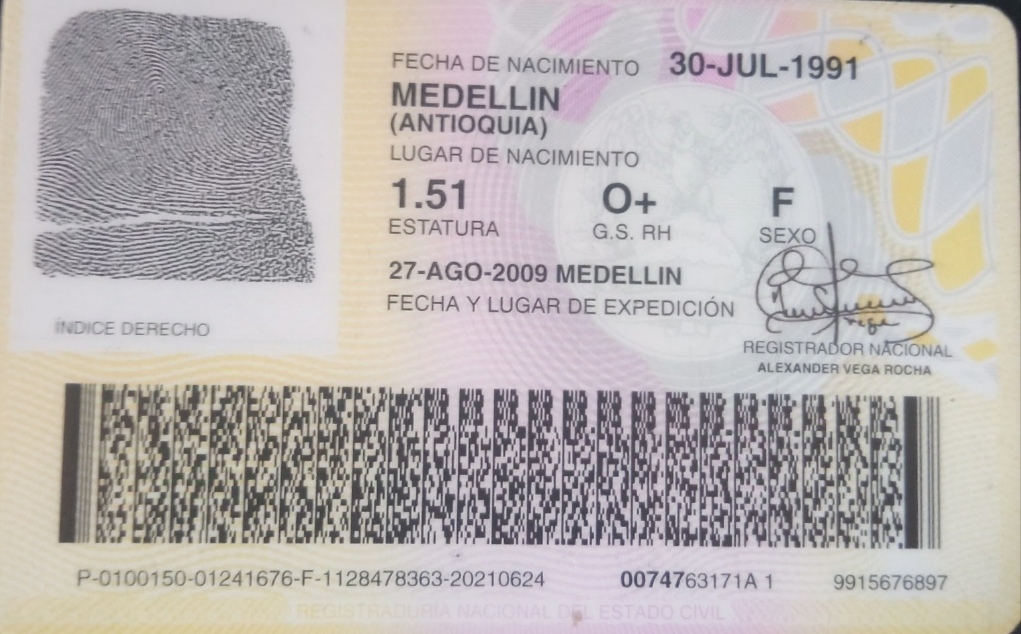 FECHA DE NACIMIENTO 30-JUL-1991
MEDELLIN
(ANTIOQUIA)
LUGAR DE NACIMIENTO
1.51 O+ F
ESTATURA G.S. RH SEXO
27-AGO-2009 MEDELLIN
FECHA Y LUGAR DE EXPEDICIÓN
ÍNDICE DERECHO
REGISTRADOR NACIONAL
ALEXANDER VEGA ROCHA
P-0100150-01241676-F-1128478363-20210624 0074763171A 1 9915676897
REGISTRADURÍA NACIONAL DEL ESTADO CIVIL